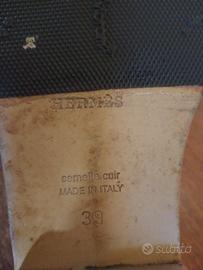 HERMES
semelle cuir
MADE IN ITALY
39
subito